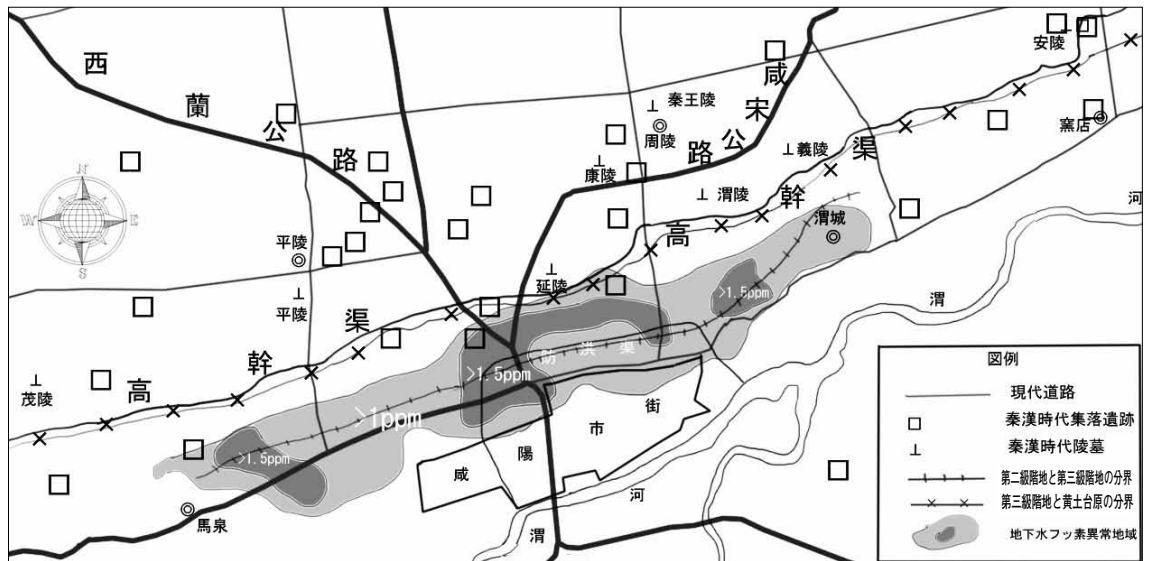 西蘭公路
咸宋公路
安陵
窯店
秦王陵
周陵
康陵
義陵
渭陵
高幹渠
渭城
河
N
W
E
S
平陵
平陵
延陵
>1.5ppm
渭
高幹渠
防洪渠
茂陵
>1.5ppm
>1ppm
>1.5ppm
咸陽市街
馬泉
渭河
図例
現代道路
秦漢時代集落遺跡
秦漢時代陵墓
第二級階地と第三級階地の分界
第三級階地と黄土台原の分界
地下水フッ素異常地域